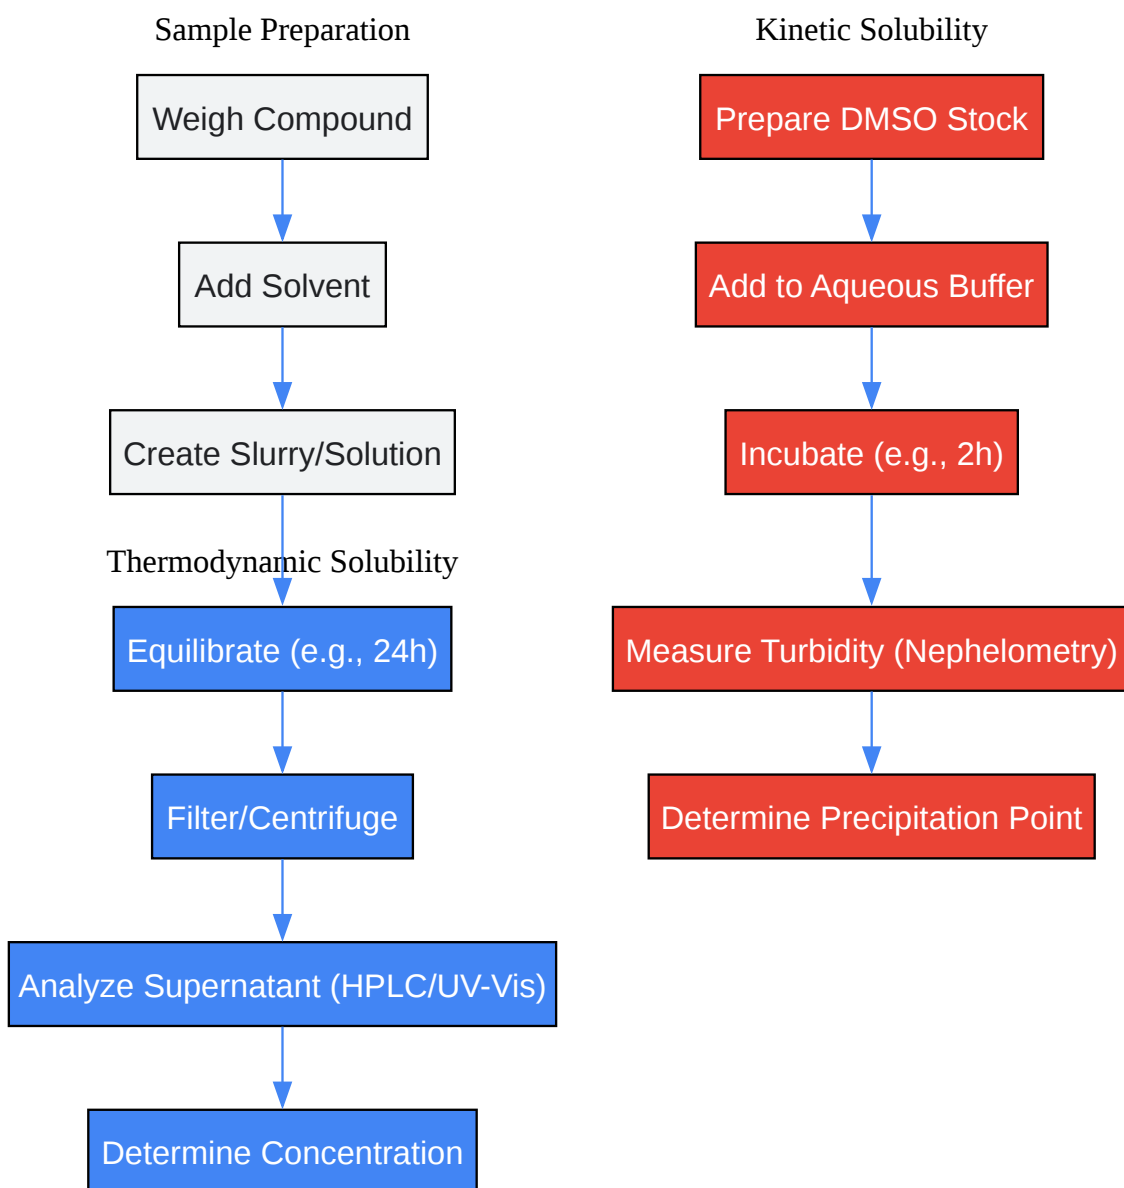 Sample Preparation
Weigh Compound
Add Solvent
Create Slurry/Solution
Thermodynamic Solubility
Equilibrate (e.g., 24h)
Filter/Centrifuge
Analyze Supernatant (HPLC/UV-Vis)
Determine Concentration
Kinetic Solubility
Prepare DMSO Stock
Add to Aqueous Buffer
Incubate (e.g., 2h)
Measure Turbidity (Nephelometry)
Determine Precipitation Point